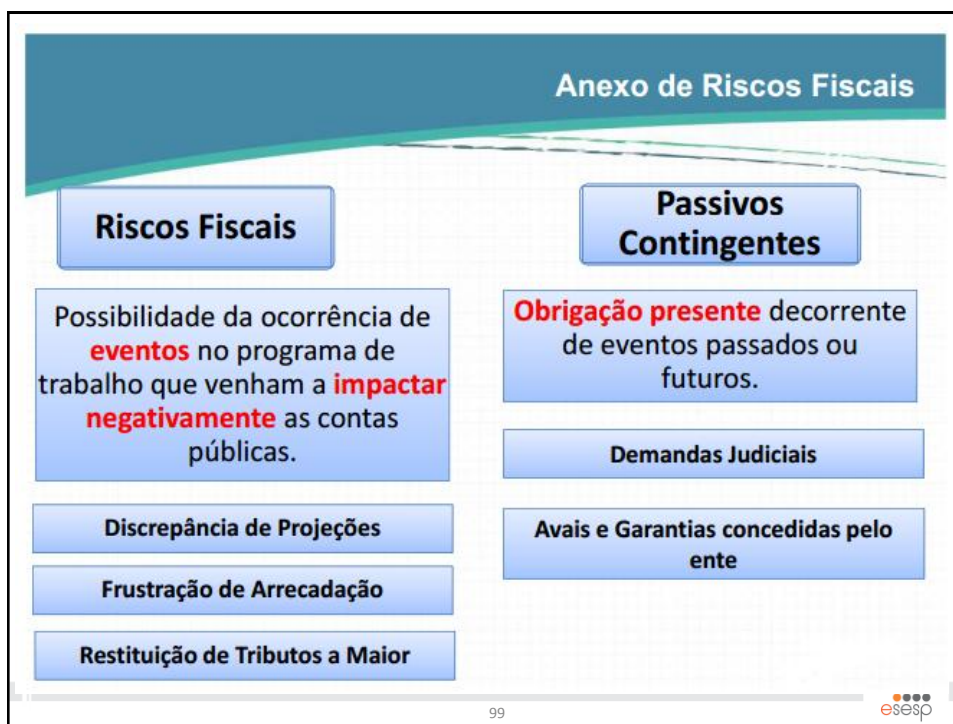 Anexo de Riscos Fiscais
Riscos Fiscais
Possibilidade da ocorrência de
eventos no programa de
trabalho que venham a impactar
negativamente as contas
públicas.
Discrepância de Projeções
Frustração de Arrecadação
Restituição de Tributos a Maior
Passivos
Contingentes
Obrigação presente decorrente
de eventos passados ou
futuros.
Demandas Judiciais
Avais e Garantias concedidas pelo
ente
99
esesp